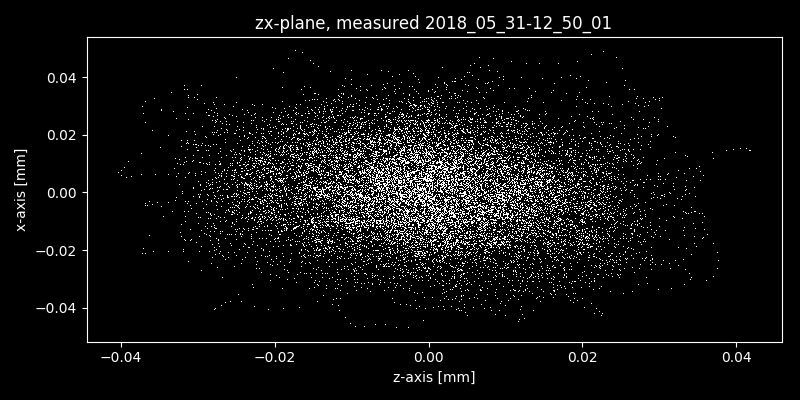 zx-plane, measured 2018_05_31-12_50_01
0.04
0.02
0.00
−0.02
−0.04
x-axis [mm]
−0.04 −0.02 0.00 0.02 0.04
z-axis [mm]